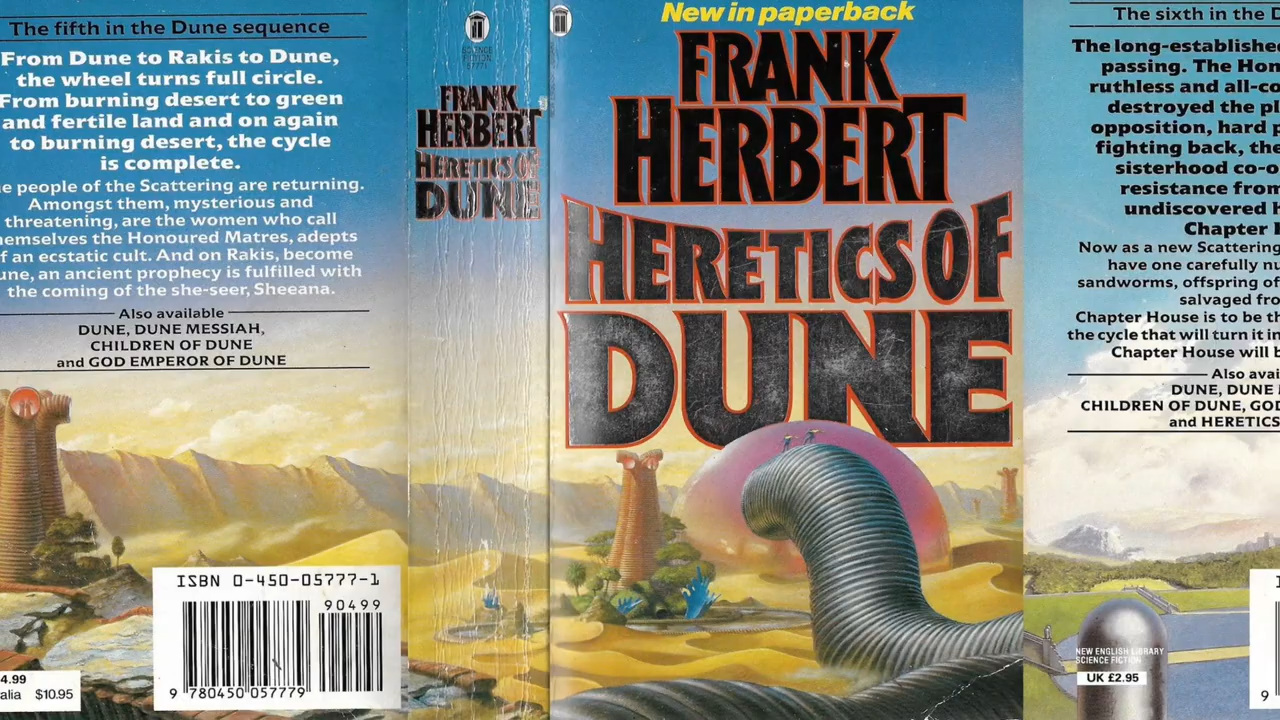 The fifth in the Dune sequence
From Dune to Rakis to Dune,
the wheel turns full circle.
From burning desert to green
and fertile land and on again
to burning desert, the cycle
is complete.
e people of the Scattering are returning.
Amongst them, mysterious and
threatening, are the women who call
emselves the Honoured Matres, adepts
f an ecstatic cult. And on Rakis, become
une, an ancient prophecy is fulfilled with
the coming of the she-seer, Sheeana.
Also available
DUNE, DUNE MESSIAH,
CHILDREN OF DUNE
and GOD EMPEROR OF DUNE
ISBN 0-450-05777-1
90499
9 780450 057779
4.99
alia $10.95
SCIENCE
FICTION
05777 1
FRANK
HERBERT
HERETICS OF
DUNE
New in paperback
FRANK
HERBERT
HERETICS OF
DUNE
The sixth in the D
The long-established
passing. The Hon
ruthless and all-co
destroyed the pl
opposition, hard p
fighting back, the
sisterhood co-o
resistance from
undiscovered h
Chapter H
Now as a new Scattering
have one carefully nu
sandworms, offspring of
salvaged fro
Chapter House is to be th
the cycle that will turn it in
Chapter House will b
Also avai
DUNE, DUNE
CHILDREN OF DUNE, GOD
and HERETICS
NEW ENGLISH LIBRARY
SCIENCE FICTION
UK £2.95
9